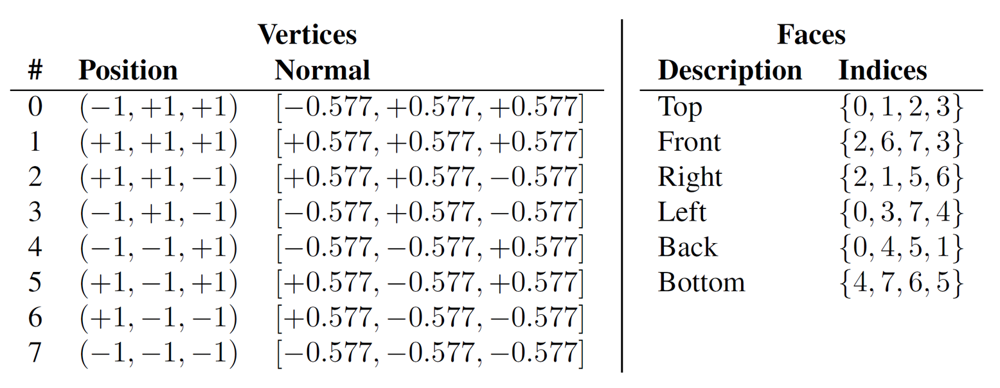 Vertices Faces
# Position Normal Description Indices
0 (−1, +1, +1) [−0.577, +0.577, +0.577] Top {0, 1, 2, 3}
1 (+1, +1, +1) [+0.577, +0.577, +0.577] Front {2, 6, 7, 3}
2 (+1, +1, −1) [+0.577, +0.577, −0.577] Right {2, 1, 5, 6}
3 (−1, +1, −1) [−0.577, +0.577, −0.577] Left {0, 3, 7, 4}
4 (−1, −1, +1) [−0.577, −0.577, +0.577] Back {0, 4, 5, 1}
5 (+1, −1, +1) [+0.577, −0.577, +0.577] Bottom {4, 7, 6, 5}
6 (+1, −1, −1) [+0.577, −0.577, −0.577]
7 (−1, −1, −1) [−0.577, −0.577, −0.577]